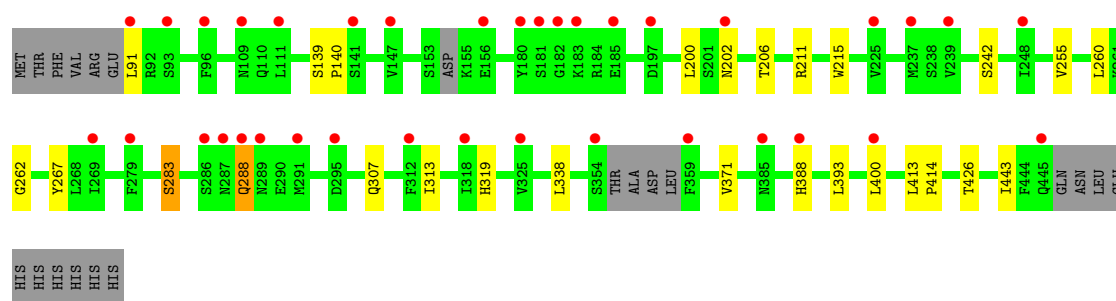 MET THR PHE VAL ARG GLU L91 R92 S93 F96 N109 Q110 L111 S139 P140 S141 V147 S153 ASP K155 E156 Y180 S181 G182 K183 R184 E185 D197 L200 S201 N202 T206 R211 W215 V225 M237 S238 V239 S242 I248 V255 L260
G262 Y267 L268 I269 F279 S283 S286 N287 Q288 N289 E290 M291 D295 Q307 F312 I313 I318 H319 V325 L338 S354 THR ALA ASP LEU F359 V371 N385 H388 L393 L400 L413 P414 T426 I443 F444 Q445 GLN ASN LEU
HIS HIS HIS HIS HIS HIS